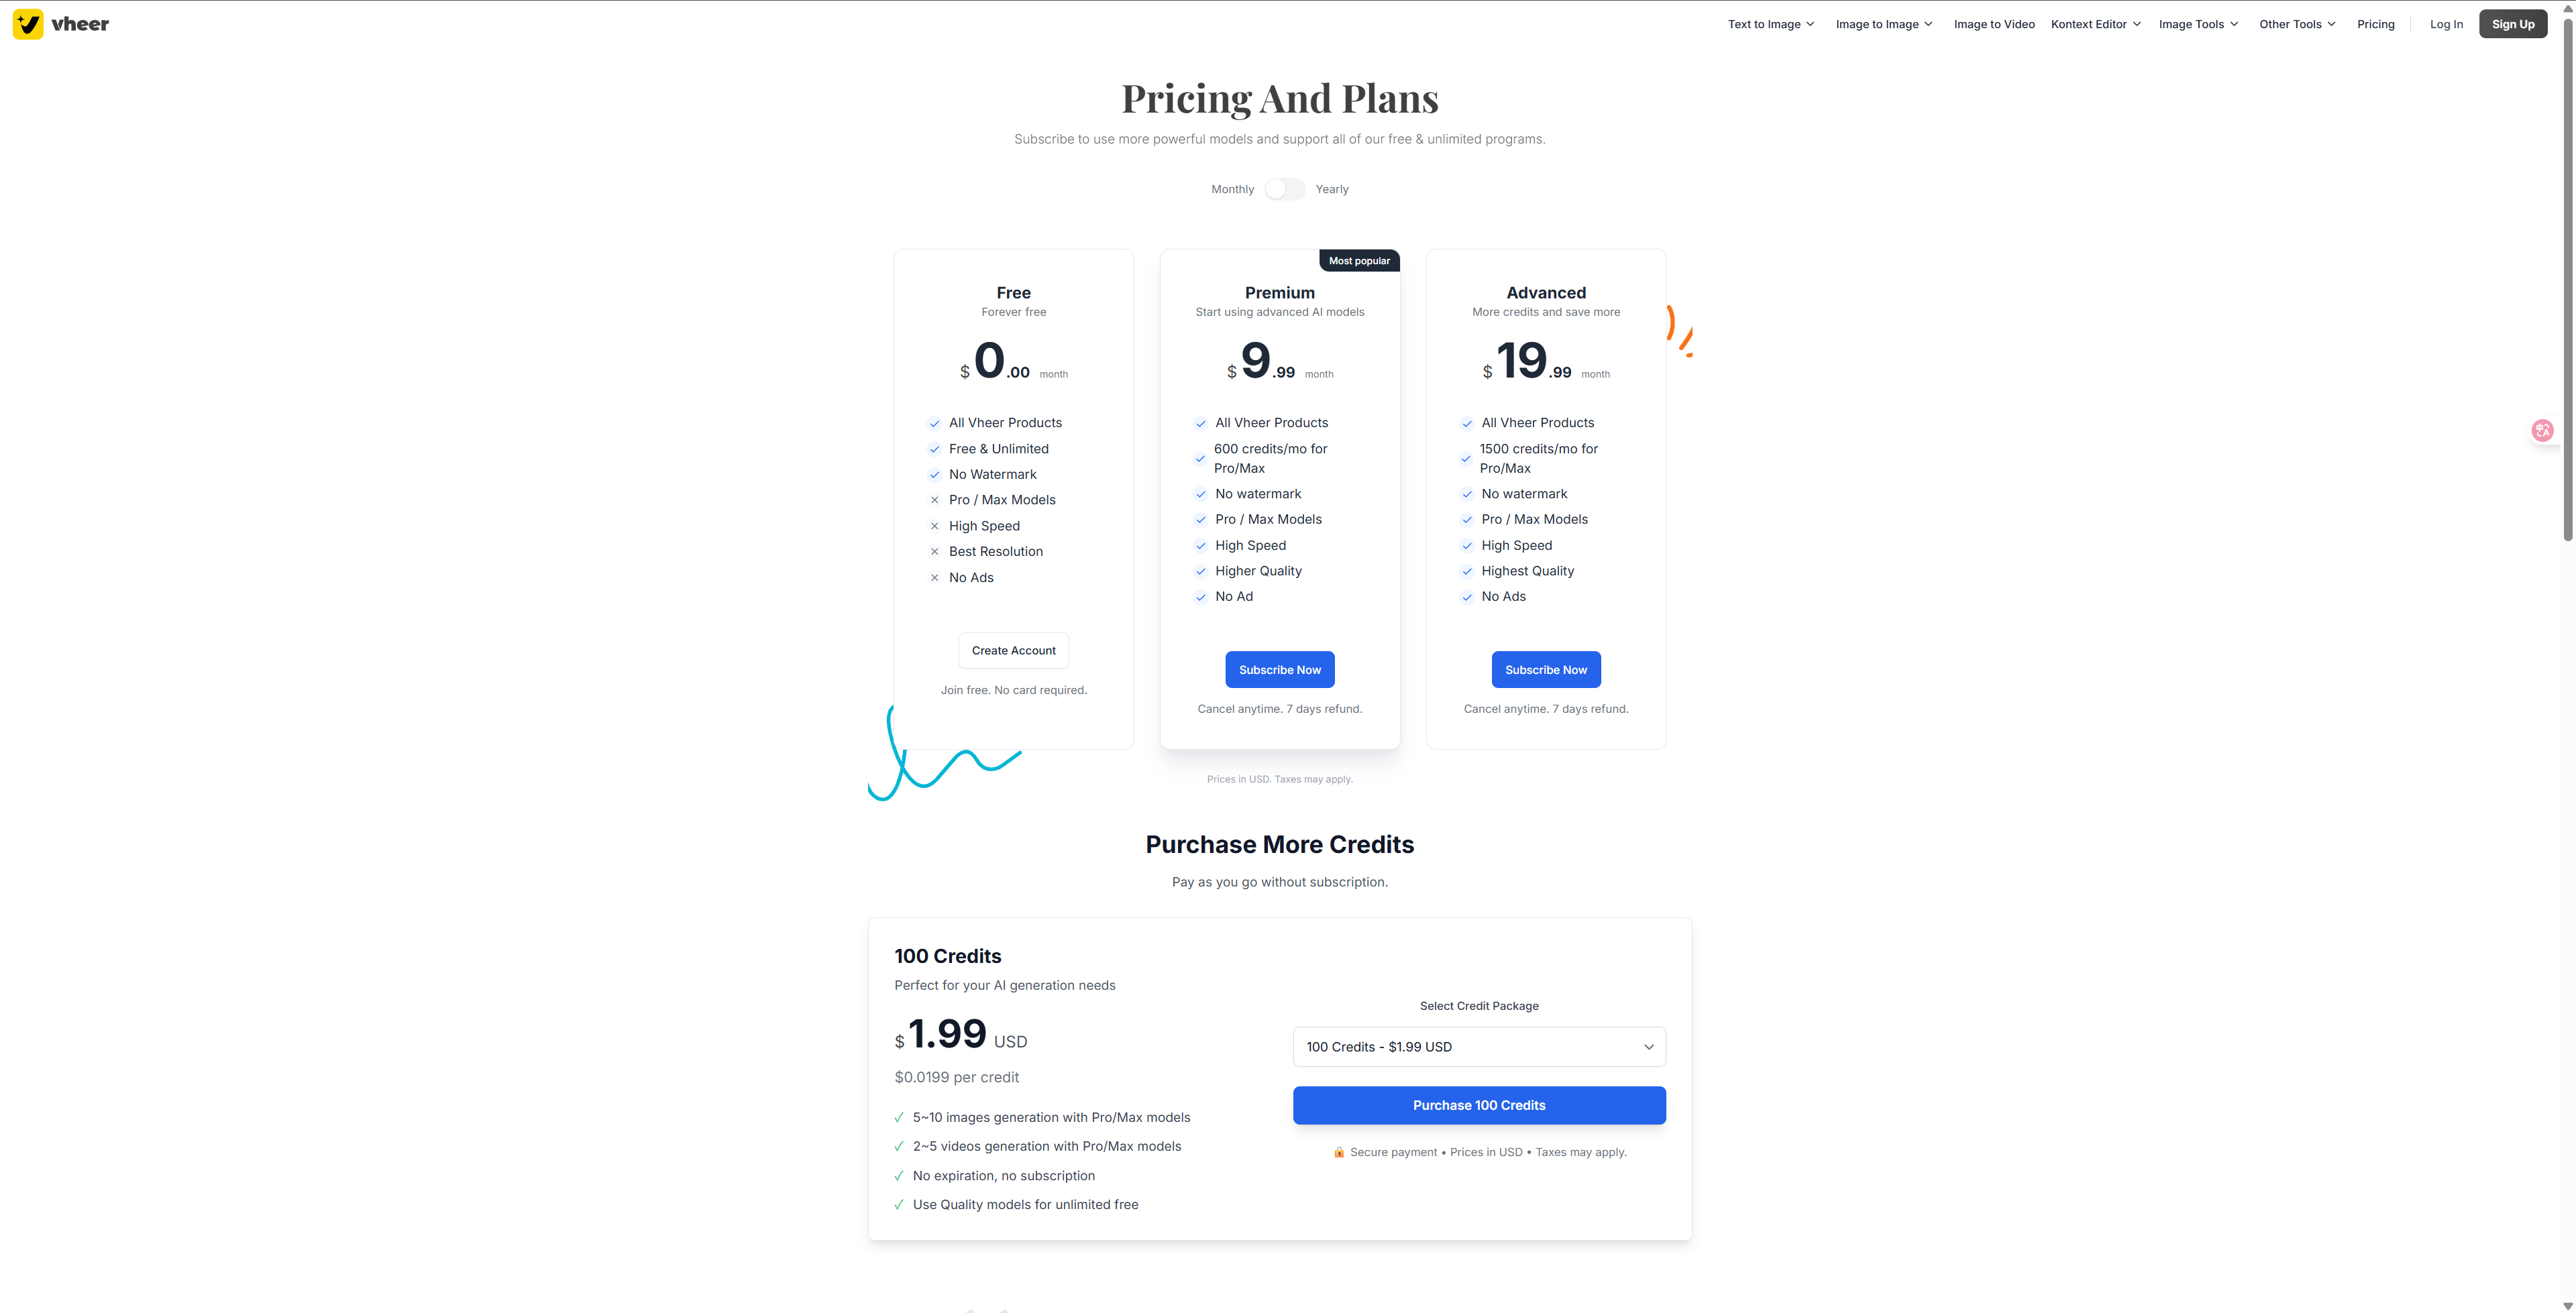 vheer
Text to Image
Image to Image
Image to Video
Kontext Editor
Image Tools
Other Tools
Pricing
Log In
Sign Up
Pricing And Plans
Subscribe to use more powerful models and support all of our free & unlimited programs.
Monthly
Yearly
Free
Forever free
$0.00 month
All Vheer Products
Free & Unlimited
No Watermark
Pro / Max Models
High Speed
Best Resolution
No Ads
Create Account
Join free. No card required.
Most popular
Premium
Start using advanced AI models
$9.99 month
All Vheer Products
600 credits/mo for
Pro/Max
No watermark
Pro / Max Models
High Speed
Higher Quality
No Ad
Subscribe Now
Cancel anytime. 7 days refund.
Advanced
More credits and save more
$19.99 month
All Vheer Products
1500 credits/mo for
Pro/Max
No watermark
Pro / Max Models
High Speed
Highest Quality
No Ads
Subscribe Now
Cancel anytime. 7 days refund.
Prices in USD. Taxes may apply.
Purchase More Credits
Pay as you go without subscription.
100 Credits
Perfect for your AI generation needs
$1.99 USD
$0.0199 per credit
5~10 images generation with Pro/Max models
2~5 videos generation with Pro/Max models
No expiration, no subscription
Use Quality models for unlimited free
Select Credit Package
100 Credits - $1.99 USD
Purchase 100 Credits
🔒 Secure payment • Prices in USD • Taxes may apply.
中A